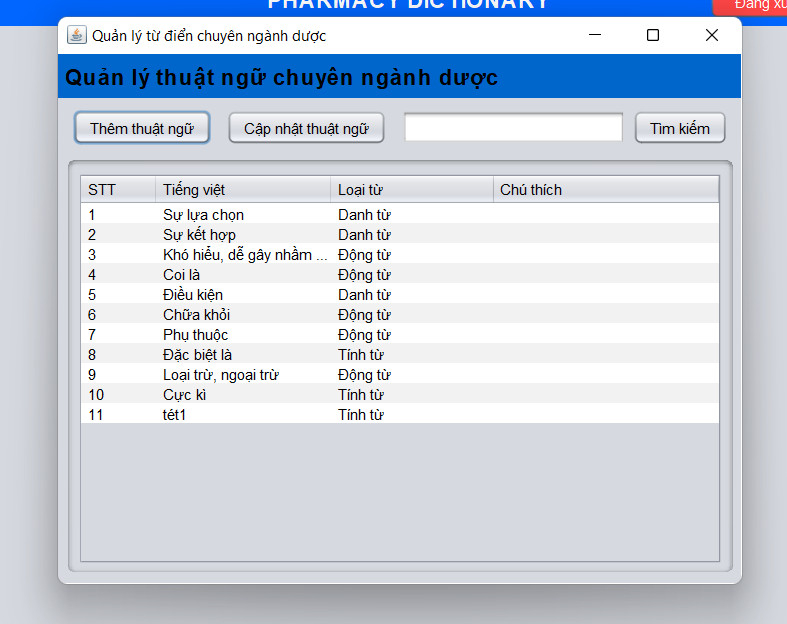 PHARMACY DICTIONARY
Đăng xu
Quản lý từ điển chuyên ngành dược
Quản lý thuật ngữ chuyên ngành dược
Thêm thuật ngữ Cập nhật thuật ngữ Tìm kiếm
STT Tiếng việt Loại từ Chú thích
1 Sự lựa chọn Danh từ
2 Sự kết hợp Danh từ
3 Khó hiểu, dễ gây nhầm ... Động từ
4 Coi là Động từ
5 Điều kiện Danh từ
6 Chữa khỏi Động từ
7 Phụ thuộc Động từ
8 Đặc biệt là Tính từ
9 Loại trừ, ngoại trừ Động từ
10 Cực kì Tính từ
11 tét1 Tính từ